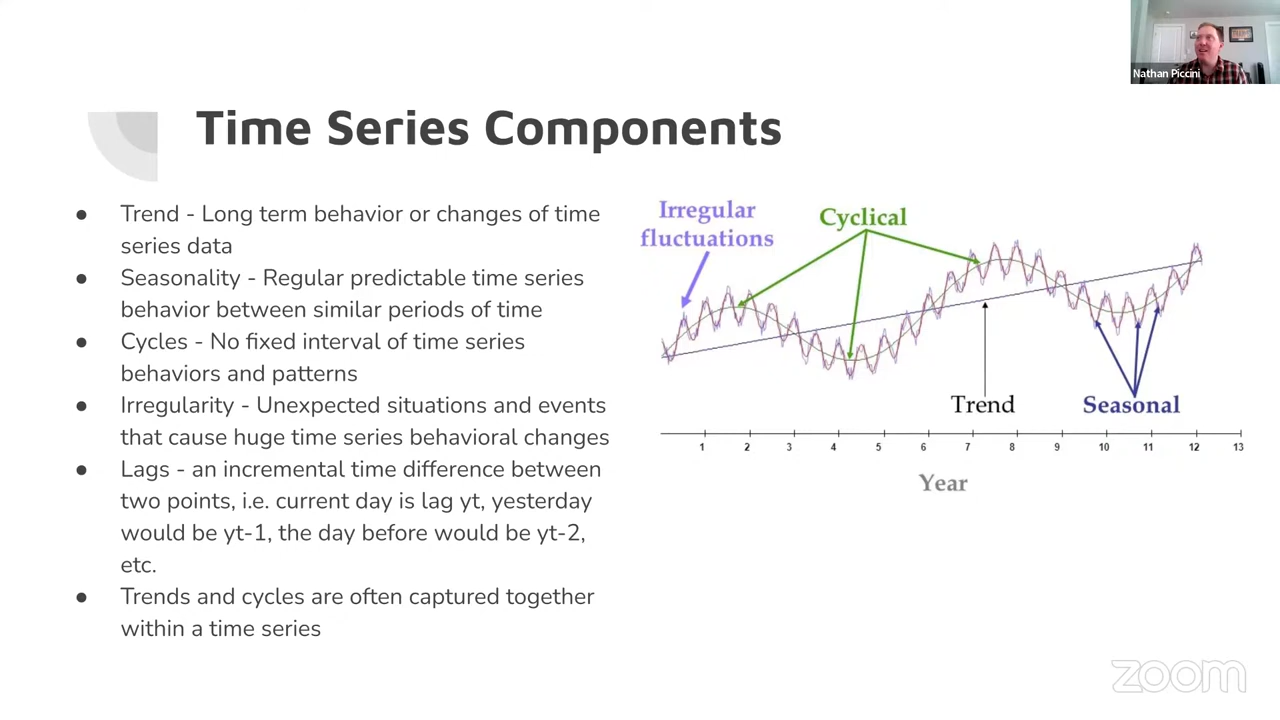 Nathan Piccini
Time Series Components
● Trend - Long term behavior or changes of time
series data
● Seasonality - Regular predictable time series
behavior between similar periods of time
● Cycles - No fixed interval of time series
behaviors and patterns
● Irregularity - Unexpected situations and events
that cause huge time series behavioral changes
● Lags - an incremental time difference between
two points, i.e. current day is lag yt, yesterday
would be yt-1, the day before would be yt-2,
etc.
● Trends and cycles are often captured together
within a time series
Irregular
fluctuations
Cyclical
Trend
Seasonal
1 2 3 4 5 6 7 8 9 10 11 12 13
Year
zoom